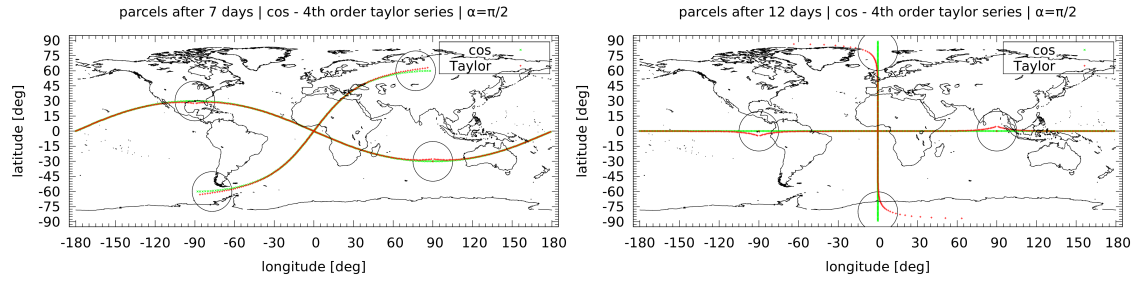 parcels after 7 days | cos - 4th order taylor series | α=π/2
90
75
60
45
30
15
0
-15
-30
-45
-60
-75
-90
latitude [deg]
cos
Taylor
-180 -150 -120 -90 -60 -30 0 30 60 90 120 150 180
longitude [deg]
parcels after 12 days | cos - 4th order taylor series | α=π/2
90
75
60
45
30
15
0
-15
-30
-45
-60
-75
-90
latitude [deg]
cos
Taylor
-180 -150 -120 -90 -60 -30 0 30 60 90 120 150 180
longitude [deg]